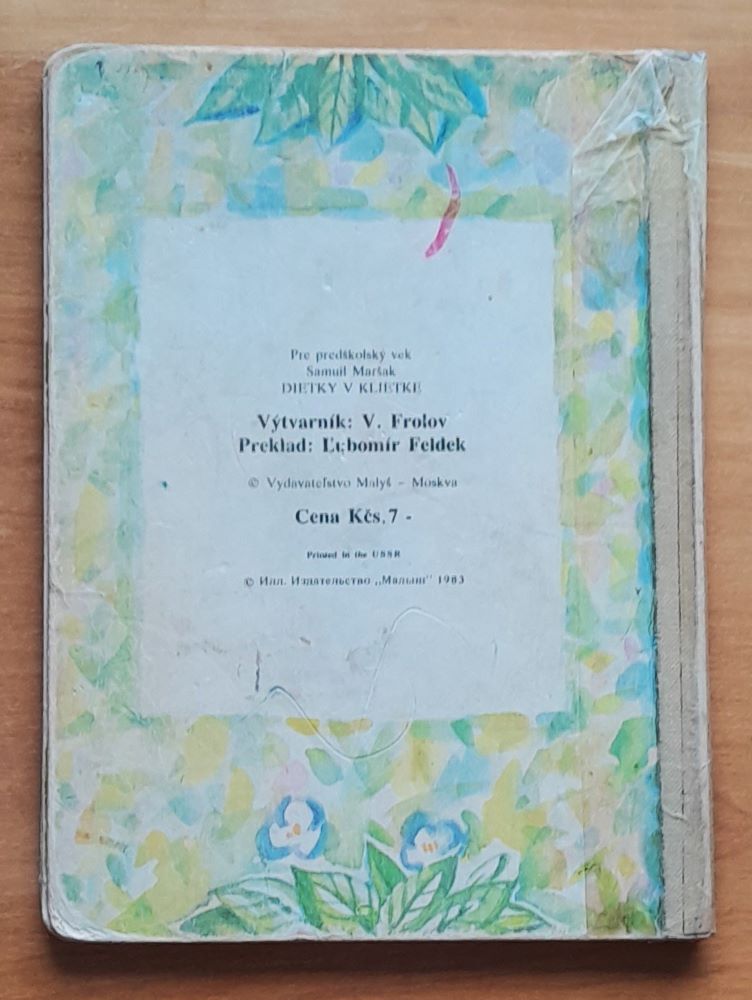 Pre predškolský vek
Samuil Maršak
DIETKY V KLIETKE
Výtvarník: V. Frolov
Preklad: Ľubomír Feldek
© Vydavateľstvo Malyš – Moskva
Cena Kčs.7 -
Printed in the USSR
© Илл. Издательство „Малыш" 1983